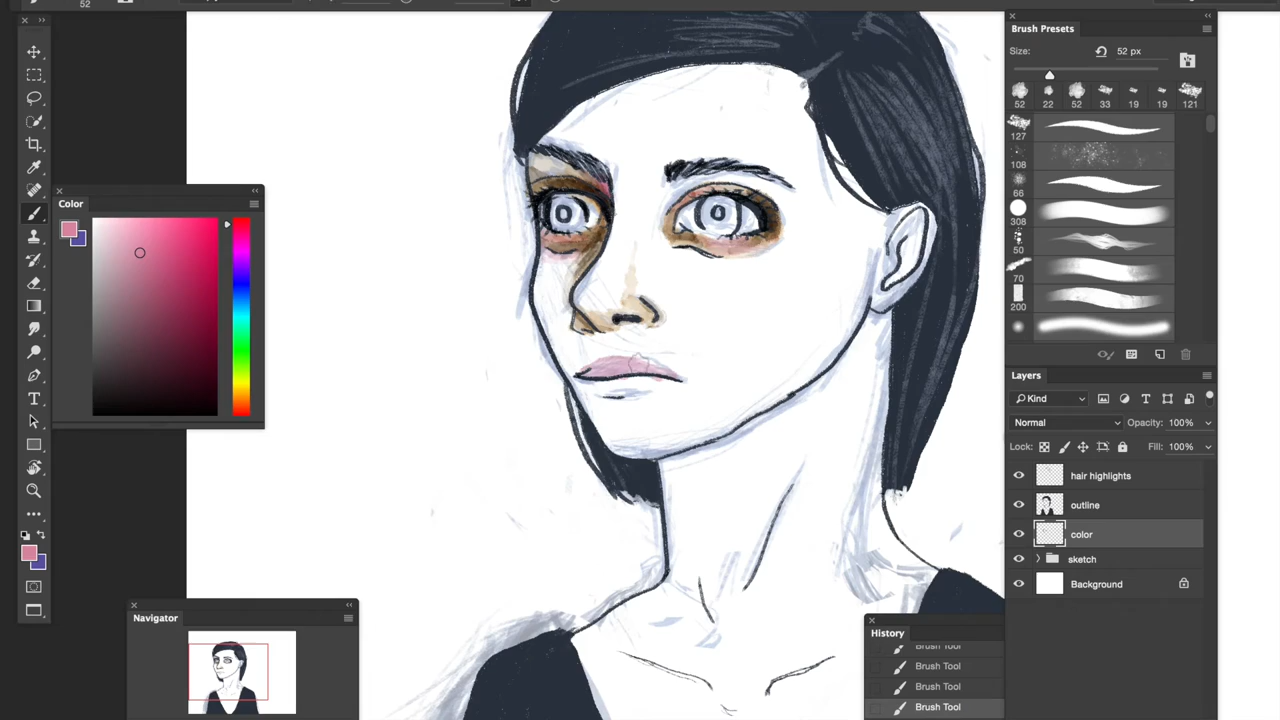 52
Brush Presets
Size: 52 px
52 22 52 33 19 19 121
127
108
66
308
50
200
Color
Layers
Kind
Normal Opacity: 100%
Lock: Fill: 100%
hair highlights
outline
color
sketch
Background
Navigator
History
Brush Tool
Brush Tool
Brush Tool
Brush Tool